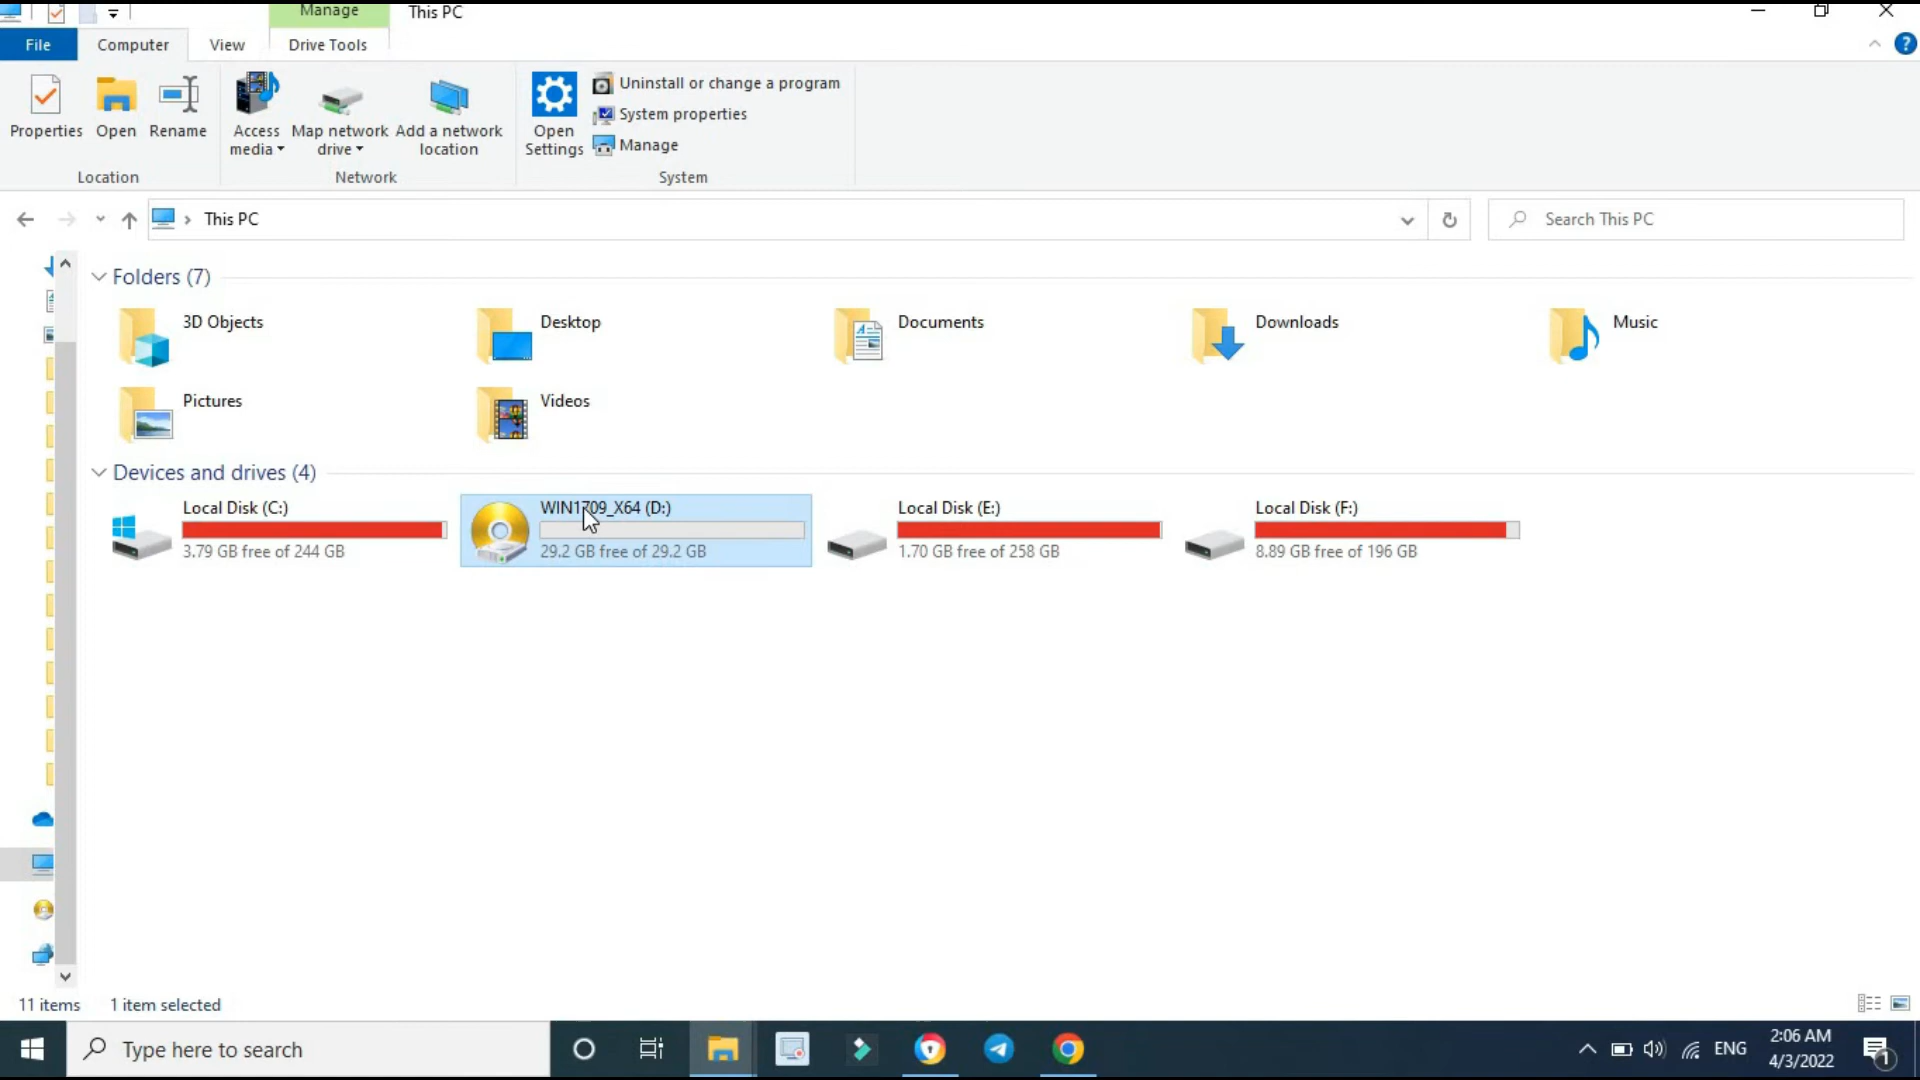 Manage
This PC
File
Computer
View
Drive Tools
Properties
Open
Rename
Access
media
Map network
drive
Add a network
location
Open
Settings
Uninstall or change a program
System properties
Manage
Location
Network
System
This PC
Search This PC
Folders (7)
3D Objects
Desktop
Documents
Downloads
Music
Pictures
Videos
Devices and drives (4)
Local Disk (C:)
3.79 GB free of 244 GB
WIN1709_X64 (D:)
29.2 GB free of 29.2 GB
Local Disk (E:)
1.70 GB free of 258 GB
Local Disk (F:)
8.89 GB free of 196 GB
11 items
1 item selected
Type here to search
ENG
2:06 AM
4/3/2022
1